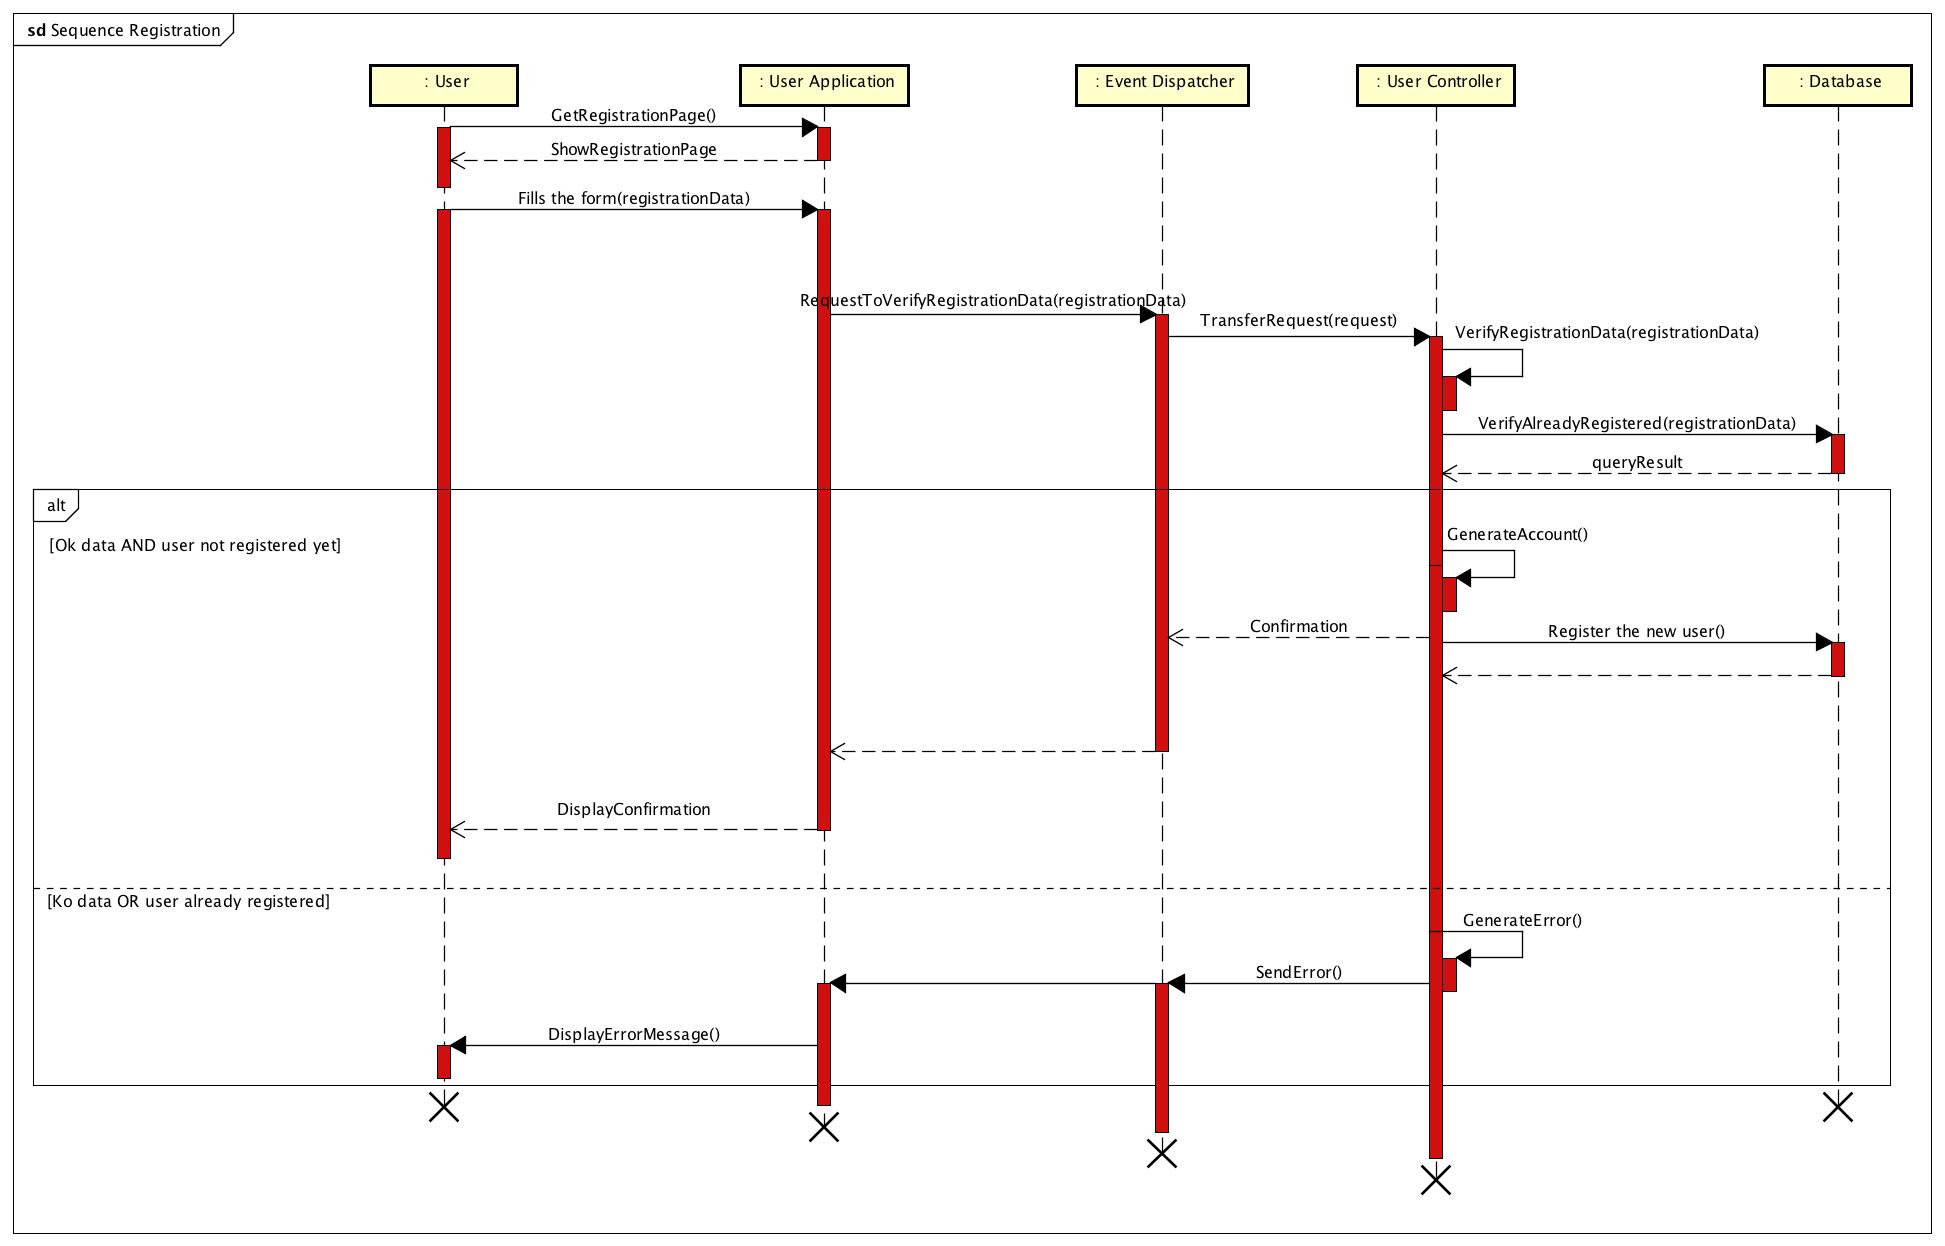 sd Sequence Registration
: User
: User Application
: Event Dispatcher
: User Controller
: Database
GetRegistrationPage()
ShowRegistrationPage
Fills the form(registrationData)
RequestToVerifyRegistrationData(registrationData)
TransferRequest(request)
VerifyRegistrationData(registrationData)
VerifyAlreadyRegistered(registrationData)
queryResult
alt
[Ok data AND user not registered yet]
GenerateAccount()
Confirmation
Register the new user()
DisplayConfirmation
[Ko data OR user already registered]
GenerateError()
SendError()
DisplayErrorMessage()